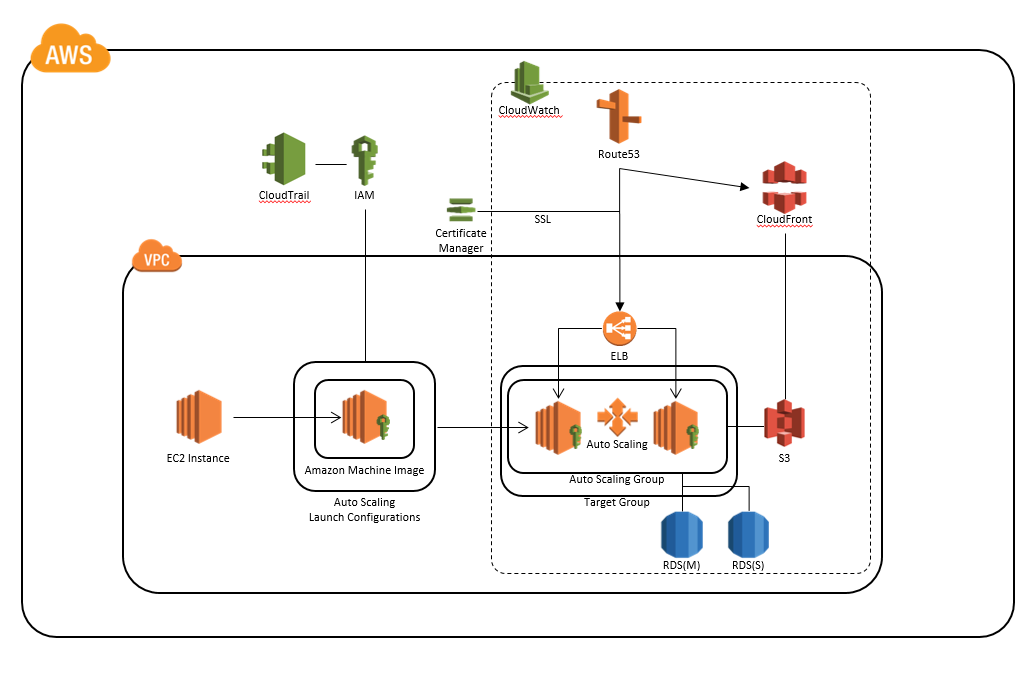 AWS
CloudWatch
Route53
CloudTrail
IAM
CloudFront
SSL
Certificate
Manager
VPC
ELB
EC2 Instance
Amazon Machine Image
Auto Scaling
Launch Configurations
Auto Scaling
Auto Scaling Group
Target Group
S3
RDS(M)
RDS(S)